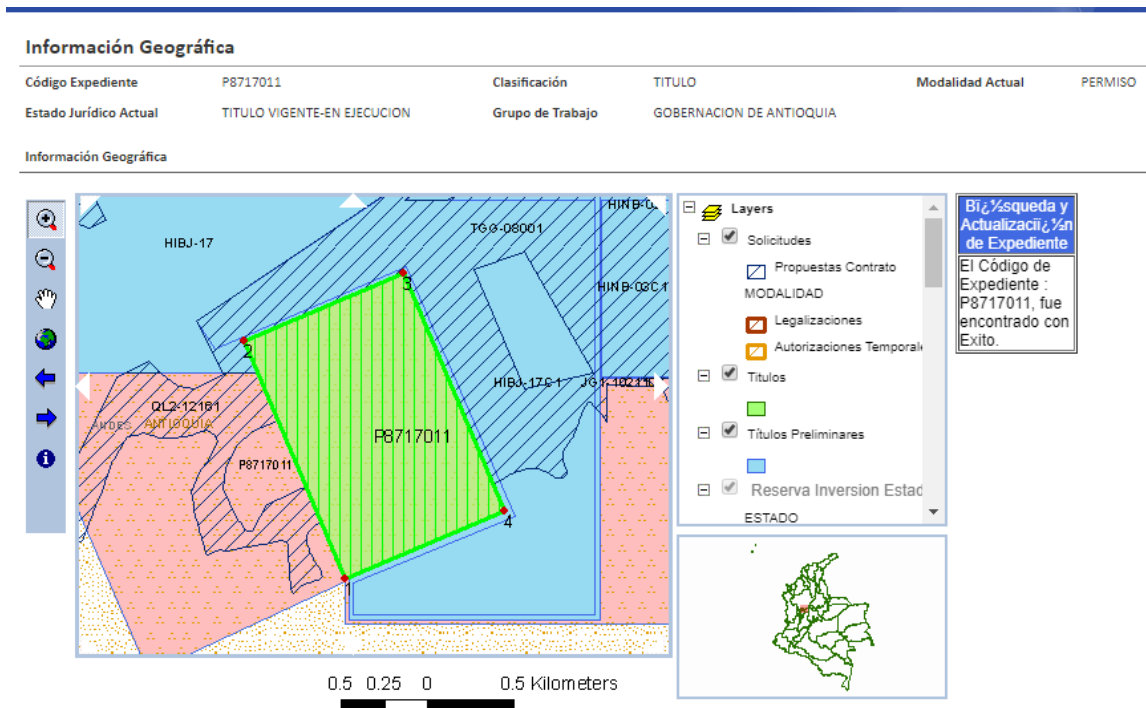 Información Geográfica
Código Expediente P8717011 Clasificación TITULO Modalidad Actual PERMISO
Estado Jurídico Actual TITULO VIGENTE-EN EJECUCION Grupo de Trabajo GOBERNACION DE ANTIOQUIA
Información Geográfica
HIBJ-17
TGG-08001
3
HINB-03C1
2
HIBJ-17C1
QL2-12161
ANDES ANTIOQUIA
P8717011
P8717011
4
1
0.5 0.25 0 0.5 Kilometers
Layers
Solicitudes
Propuestas Contrato
MODALIDAD
Legalizaciones
Autorizaciones Temporale
Titulos
Títulos Preliminares
Reserva Inversion Estad
ESTADO
Bï¿½squeda y
Actualizaciï¿½n
de Expediente
El Código de
Expediente :
P8717011, fue
encontrado con
Exito.